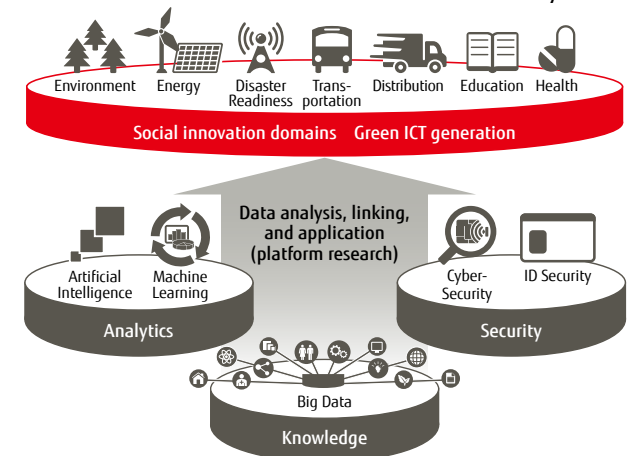 Environment
Energy
Disaster
Readiness
Trans-
portation
Distribution
Education
Health
Social innovation domains Green ICT generation
Data analysis, linking,
and application
(platform research)
Artificial
Intelligence
Machine
Learning
Analytics
Cyber-
Security
ID Security
Security
Big Data
Knowledge